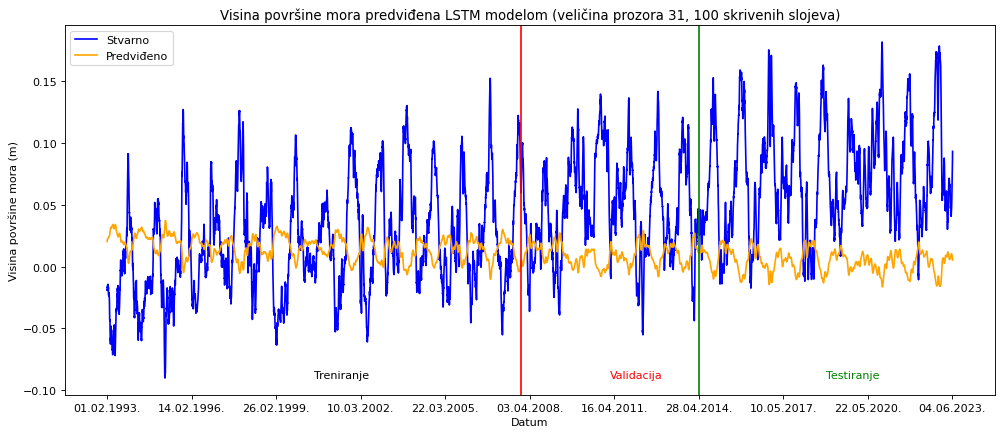 Visina površine mora predviđena LSTM modelom (veličina prozora 31, 100 skrivenih slojeva)
Stvarno
Predviđeno
Visina površine mora (m)
0.15
0.10
0.05
0.00
−0.05
−0.10
Treniranje
Validacija
Testiranje
01.02.1993.
14.02.1996.
26.02.1999.
10.03.2002.
22.03.2005.
03.04.2008.
16.04.2011.
28.04.2014.
10.05.2017.
22.05.2020.
04.06.2023.
Datum